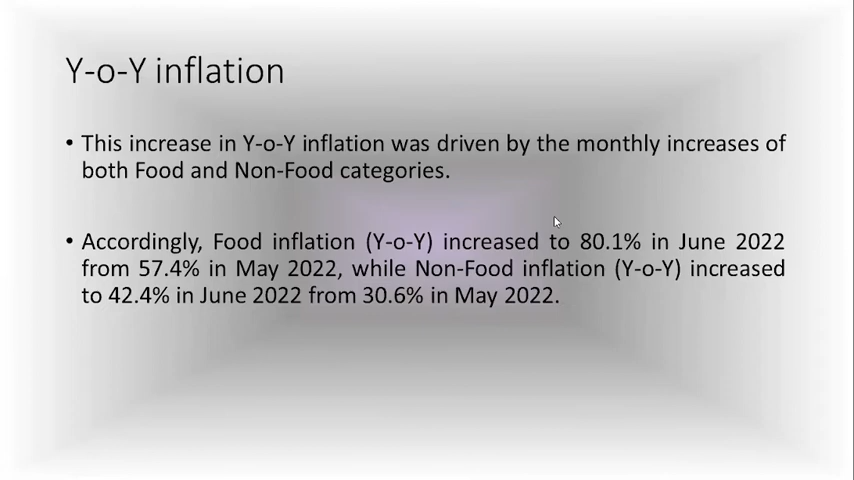 Y-o-Y inflation
• This increase in Y-o-Y inflation was driven by the monthly increases of
both Food and Non-Food categories.
• Accordingly, Food inflation (Y-o-Y) increased to 80.1% in June 2022
from 57.4% in May 2022, while Non-Food inflation (Y-o-Y) increased
to 42.4% in June 2022 from 30.6% in May 2022.